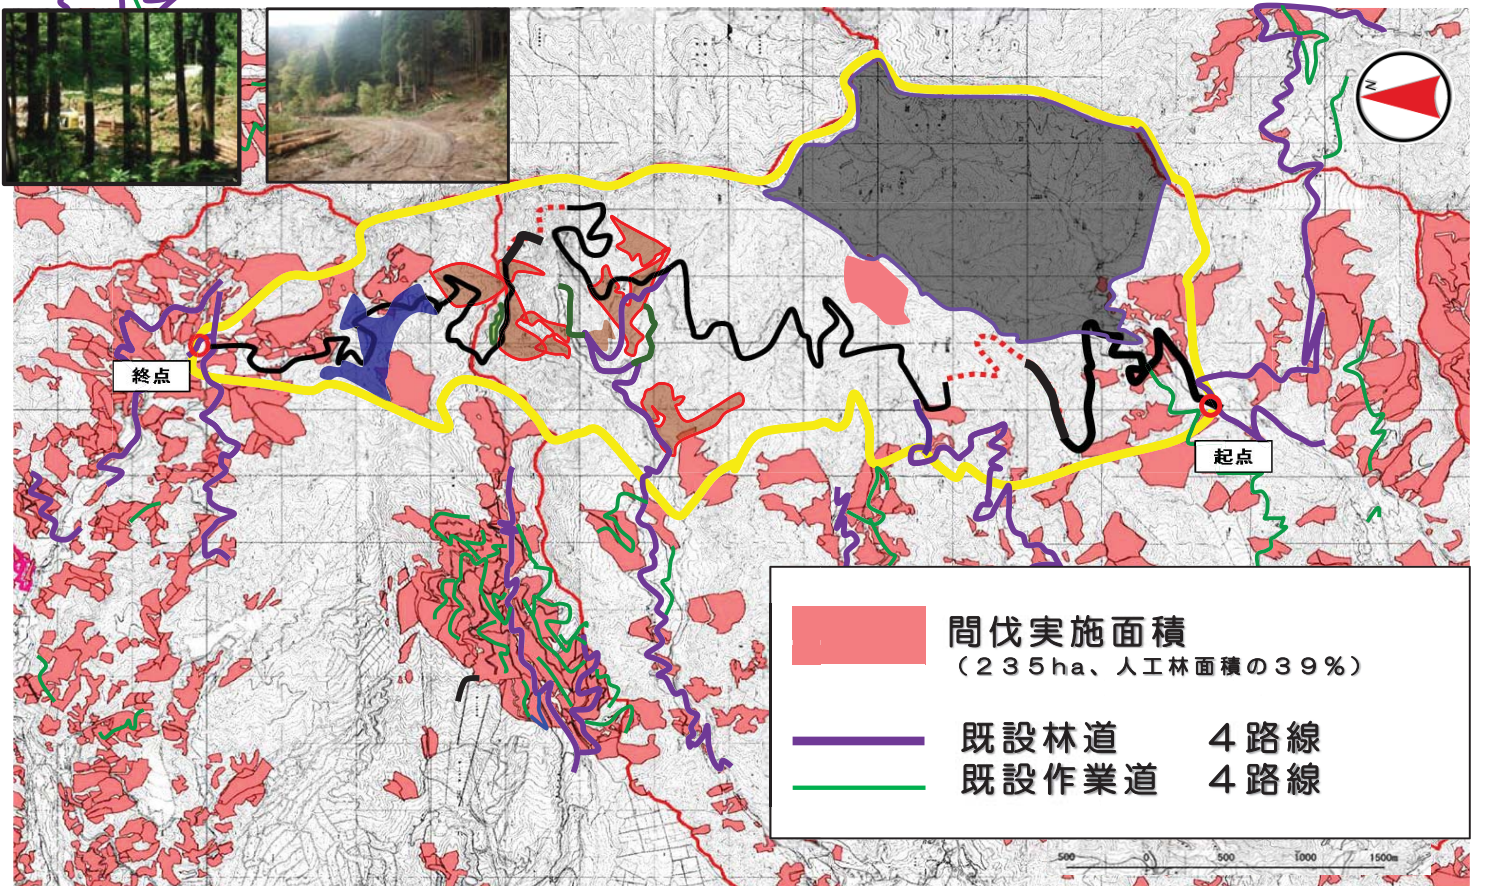 N
終点
起点
間伐実施面積
（２３５ha、人工林面積の３９％）
既設林道　４路線
既設作業道　４路線
500 0 500 1000 1500m